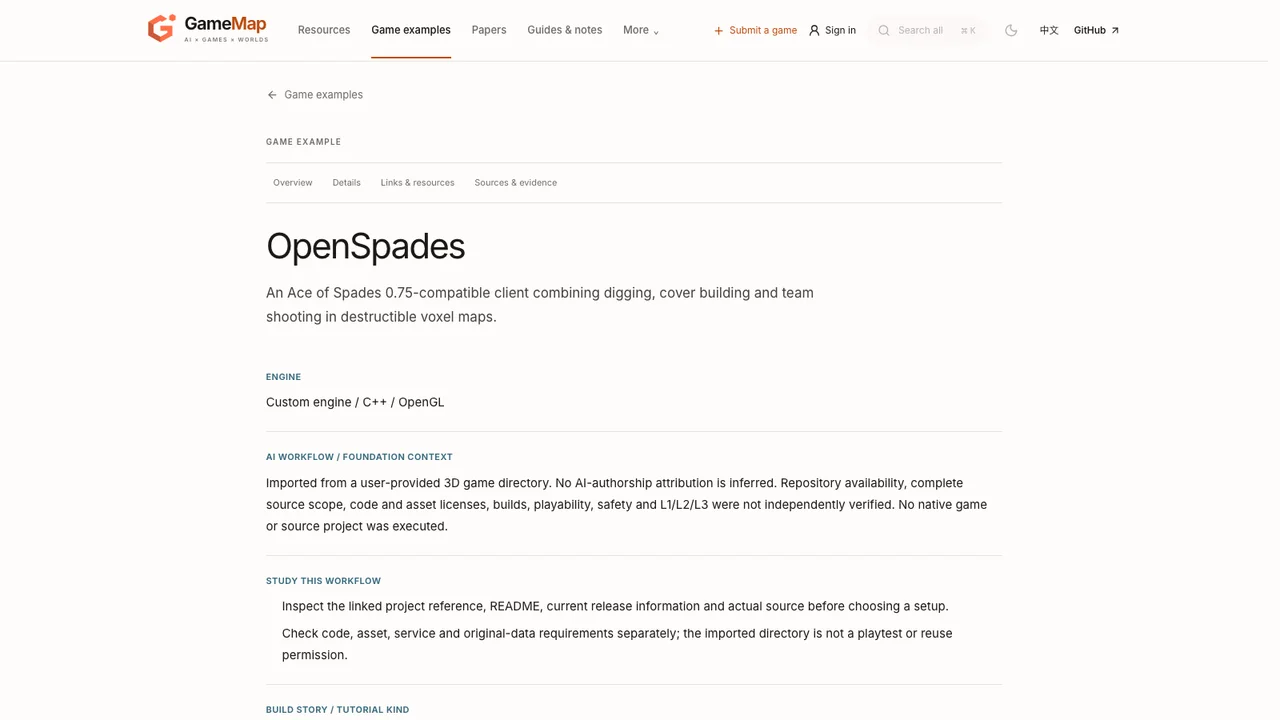 GameMap
AI × GAMES × WORLDS
Resources
Game examples
Papers
Guides & notes
More
Submit a game
Sign in
Search all
⌘ K
中文
GitHub
Game examples
GAME EXAMPLE
Overview
Details
Links & resources
Sources & evidence
OpenSpades
An Ace of Spades 0.75-compatible client combining digging, cover building and team
shooting in destructible voxel maps.
ENGINE
Custom engine / C++ / OpenGL
AI WORKFLOW / FOUNDATION CONTEXT
Imported from a user-provided 3D game directory. No AI-authorship attribution is inferred. Repository availability, complete
source scope, code and asset licenses, builds, playability, safety and L1/L2/L3 were not independently verified. No native game
or source project was executed.
STUDY THIS WORKFLOW
Inspect the linked project reference, README, current release information and actual source before choosing a setup.
Check code, asset, service and original-data requirements separately; the imported directory is not a playtest or reuse
permission.
BUILD STORY / TUTORIAL KIND